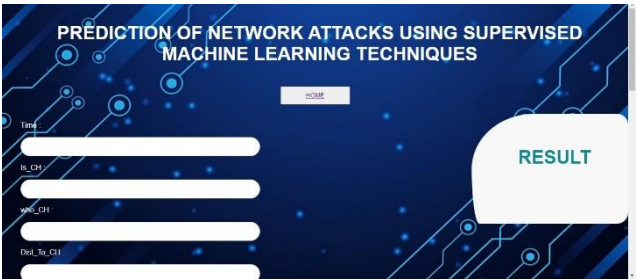 PREDICTION OF NETWORK ATTACKS USING SUPERVISED
MACHINE LEARNING TECHNIQUES
HOME
Time :
Is_CH :
who_CH :
Dist_To_CH :
RESULT